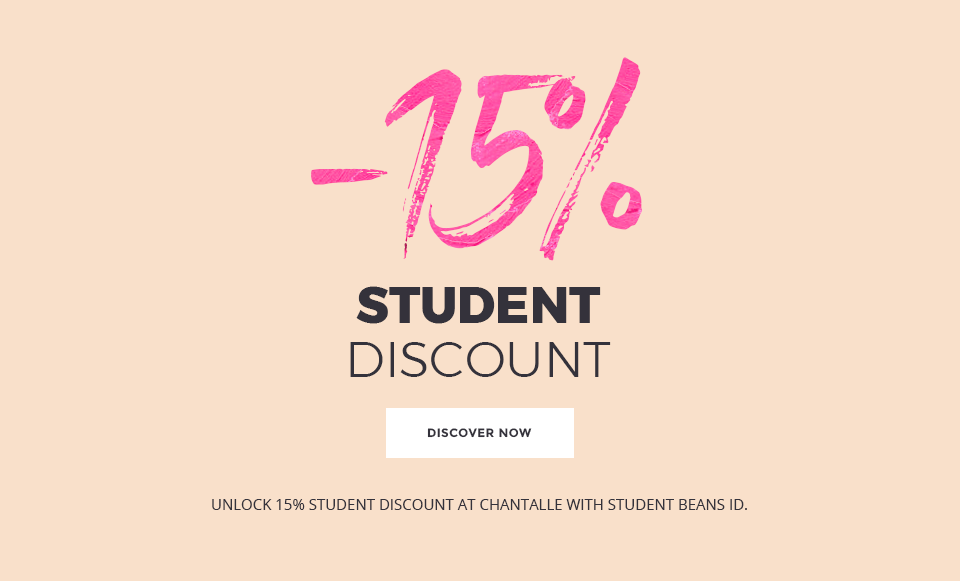 -15%
STUDENT
DISCOUNT
DISCOVER NOW
UNLOCK 15% STUDENT DISCOUNT AT CHANTALLE WITH STUDENT BEANS ID.